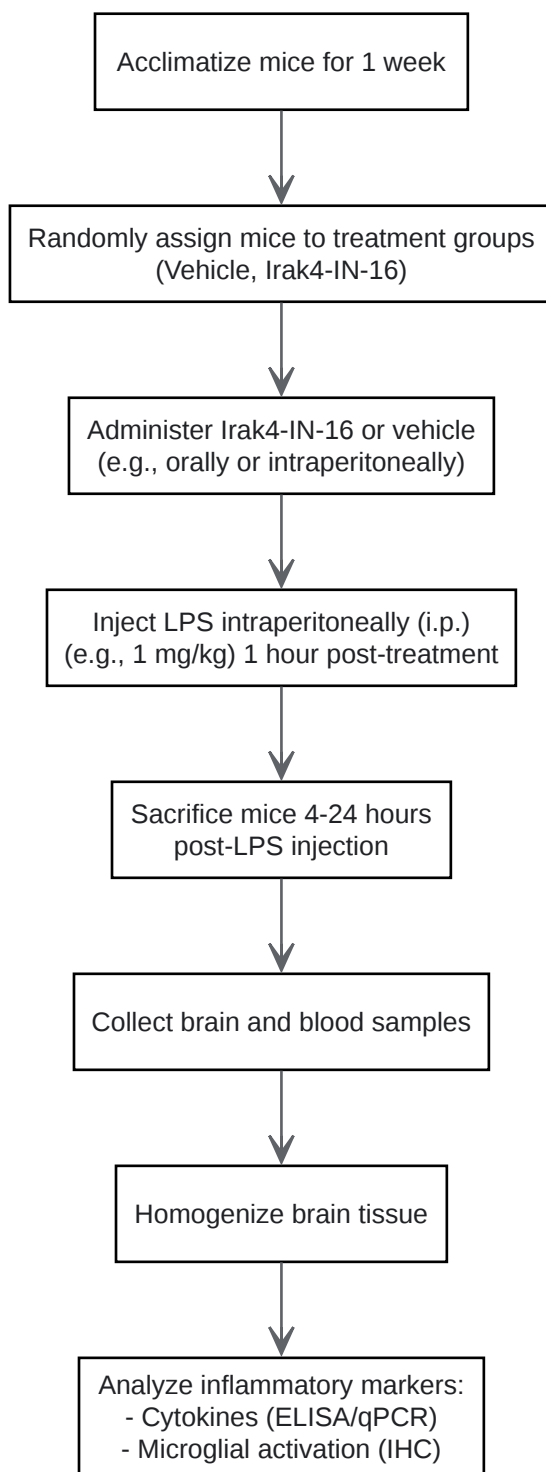 Acclimatize mice for 1 week
Randomly assign mice to treatment groups
(Vehicle, Irak4-IN-16)
Administer Irak4-IN-16 or vehicle
(e.g., orally or intraperitoneally)
Inject LPS intraperitoneally (i.p.)
(e.g., 1 mg/kg) 1 hour post-treatment
Sacrifice mice 4-24 hours
post-LPS injection
Collect brain and blood samples
Homogenize brain tissue
Analyze inflammatory markers:
- Cytokines (ELISA/qPCR)
- Microglial activation (IHC)